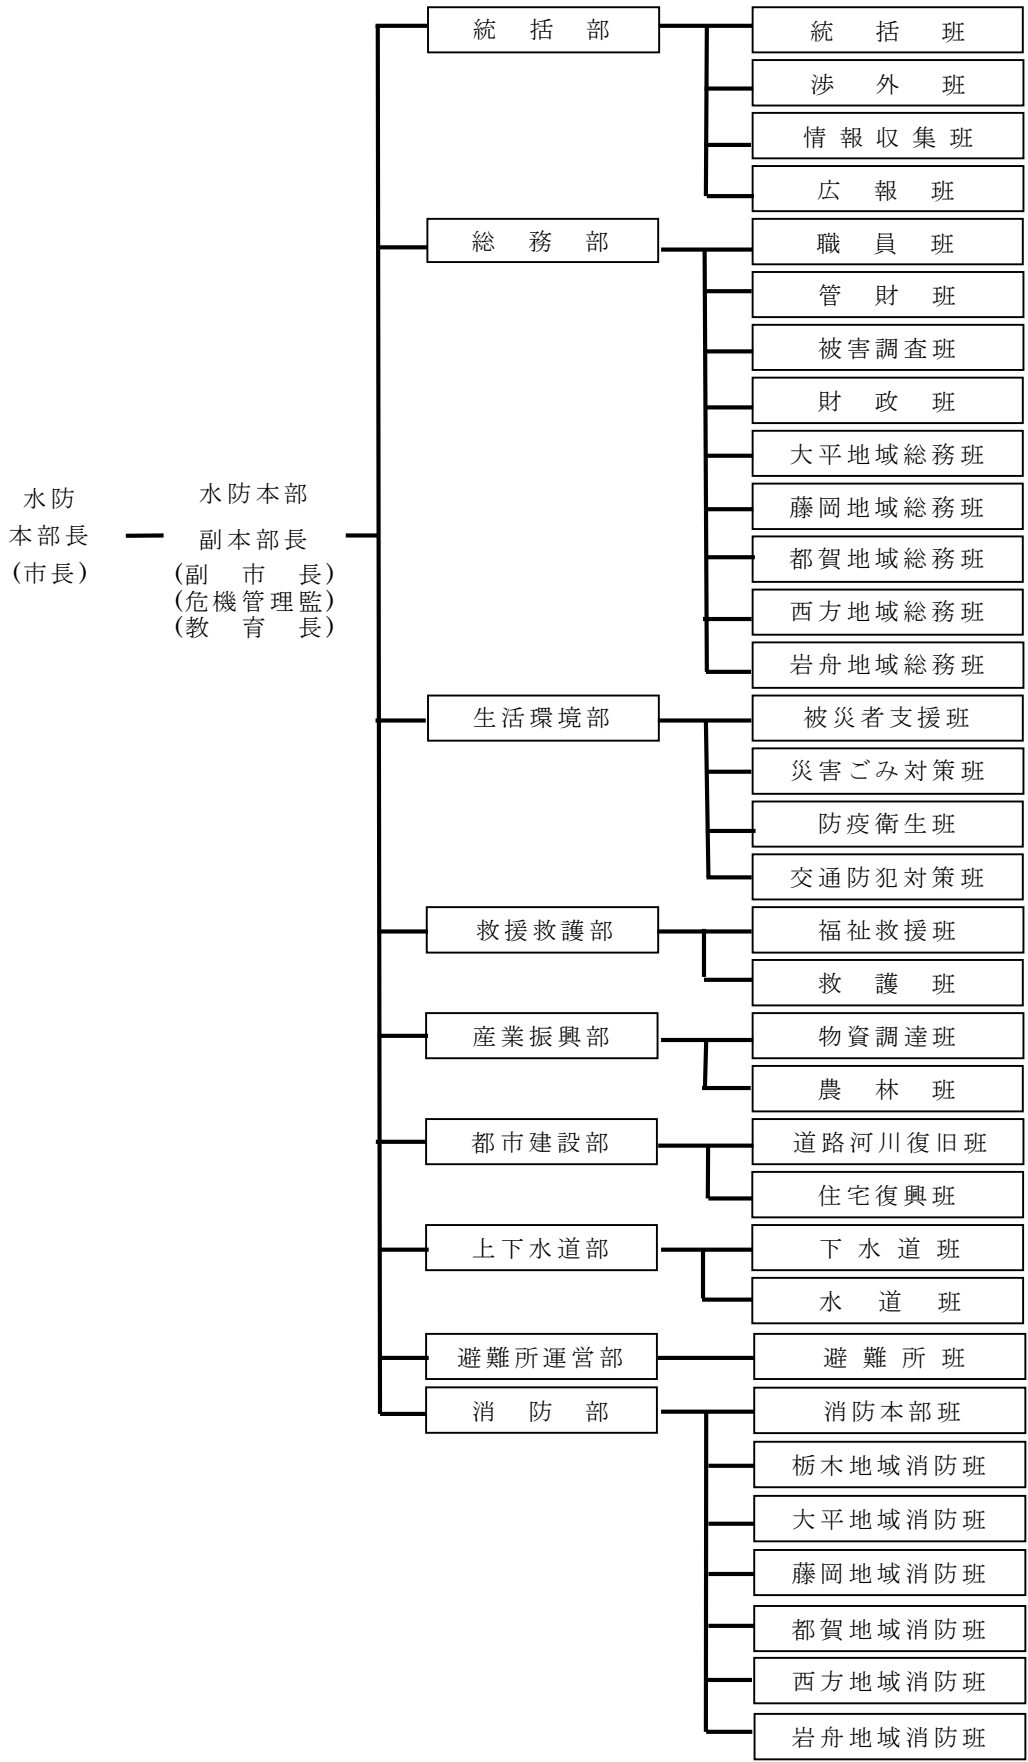 水防
本部長
(市長)
水防本部
副本部長
(副市長)
(危機管理監)
(教育長)
統括部
統括班
渉外班
情報収集班
広報班
総務部
職員班
管財班
被害調査班
財政班
大平地域総務班
藤岡地域総務班
都賀地域総務班
西方地域総務班
岩舟地域総務班
生活環境部
被災者支援班
災害ごみ対策班
防疫衛生班
交通防犯対策班
救援救護部
福祉救援班
救護班
産業振興部
物資調達班
農林班
都市建設部
道路河川復旧班
住宅復興班
上下水道部
下水道班
水道班
避難所運営部
避難所班
消防部
消防本部班
栃木地域消防班
大平地域消防班
藤岡地域消防班
都賀地域消防班
西方地域消防班
岩舟地域消防班